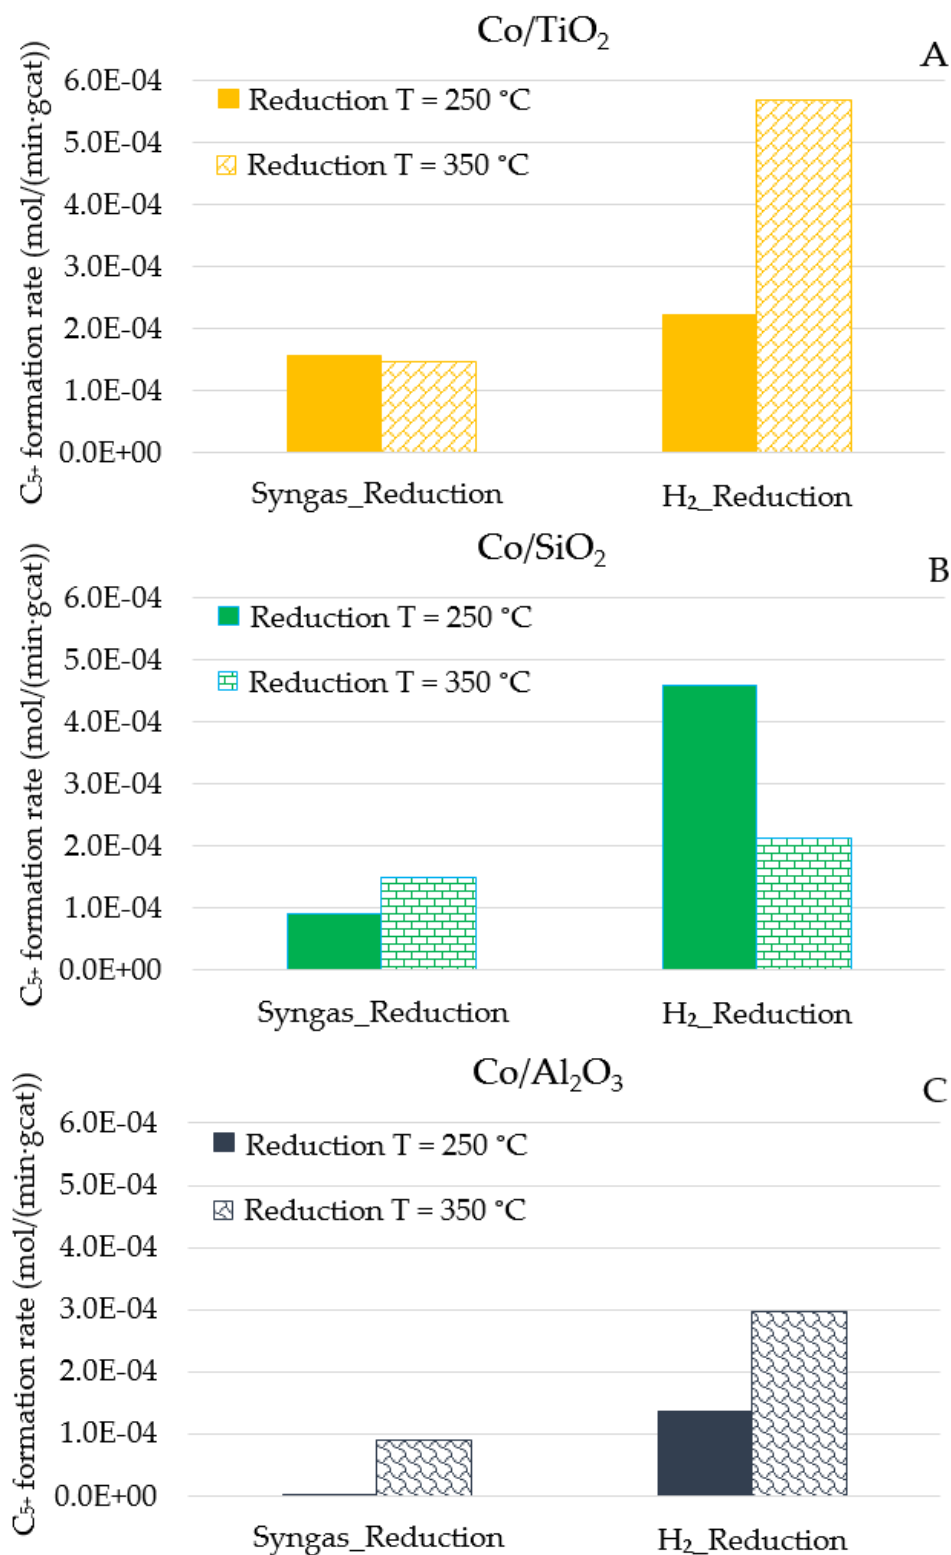 Co/TiO₂
A
C₅₊ formation rate (mol/(min·gcat))
6.0E-04
5.0E-04
4.0E-04
3.0E-04
2.0E-04
1.0E-04
0.0E+00
Reduction T = 250 °C
Reduction T = 350 °C
Syngas_Reduction
H₂_Reduction
Co/SiO₂
B
C₅₊ formation rate (mol/(min·gcat))
6.0E-04
5.0E-04
4.0E-04
3.0E-04
2.0E-04
1.0E-04
0.0E+00
Reduction T = 250 °C
Reduction T = 350 °C
Syngas_Reduction
H₂_Reduction
Co/Al₂O₃
C
C₅₊ formation rate (mol/(min·gcat))
6.0E-04
5.0E-04
4.0E-04
3.0E-04
2.0E-04
1.0E-04
0.0E+00
Reduction T = 250 °C
Reduction T = 350 °C
Syngas_Reduction
H₂_Reduction